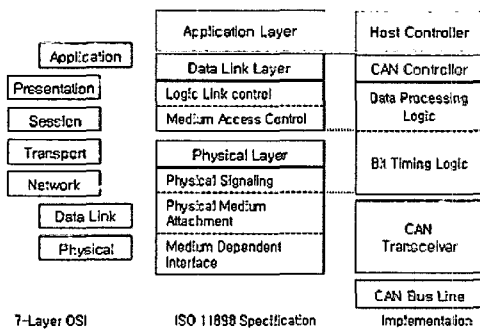 Application
Presentation
Session
Transport
Network
Data Link
Physical
7-Layer OSI
Application Layer
Data Link Layer
Logic Link control
Medium Access Control
Physical Layer
Physical Signaling
Physical Medium
Attachment
Medium Dependent
Interface
ISO 11898 Specification
Host Controller
CAN Controller
Data Processing
Logic
Bit Timing Logic
CAN
Transceiver
CAN Bus Line
Implementation